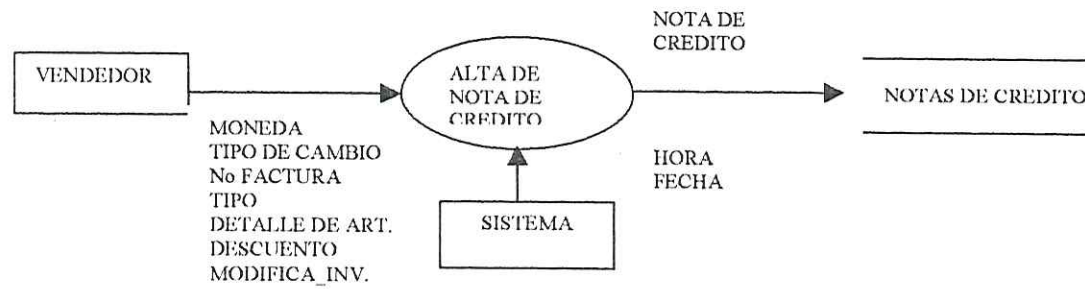 VENDEDOR
MONEDA
TIPO DE CAMBIO
No FACTURA
TIPO
DETALLE DE ART.
DESCUENTO
MODIFICA_INV.
ALTA DE
NOTA DE
CREDITO
SISTEMA
NOTA DE
CREDITO
HORA
FECHA
NOTAS DE CREDITO